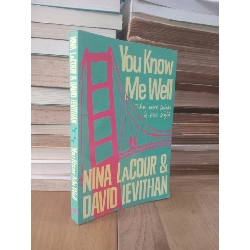 You Know
Me Well
NINA LaCOUR &
DAVID LEVITHAN
NINA LaCOUR & DAVID LEVITHAN
You Know Me Well